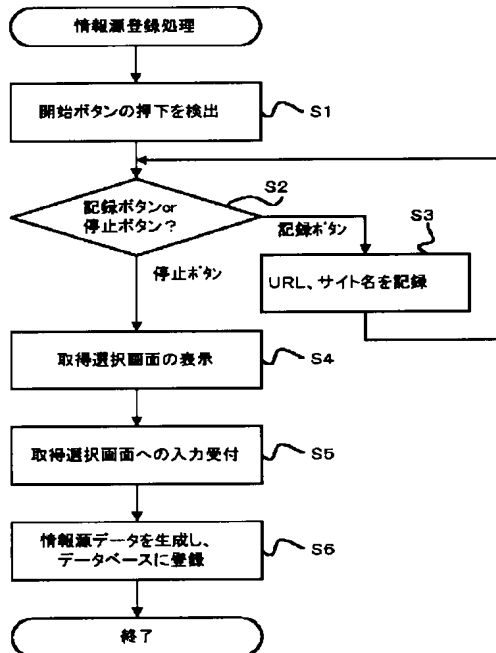 情報源登録処理
開始ボタンの押下を検出
S1
S2
記録ボタンor
停止ボタン?
記録ボタン
S3
URL、サイト名を記録
停止ボタン
取得選択画面の表示
S4
取得選択画面への入力受付
S5
情報源データを生成し、
データベースに登録
S6
終了